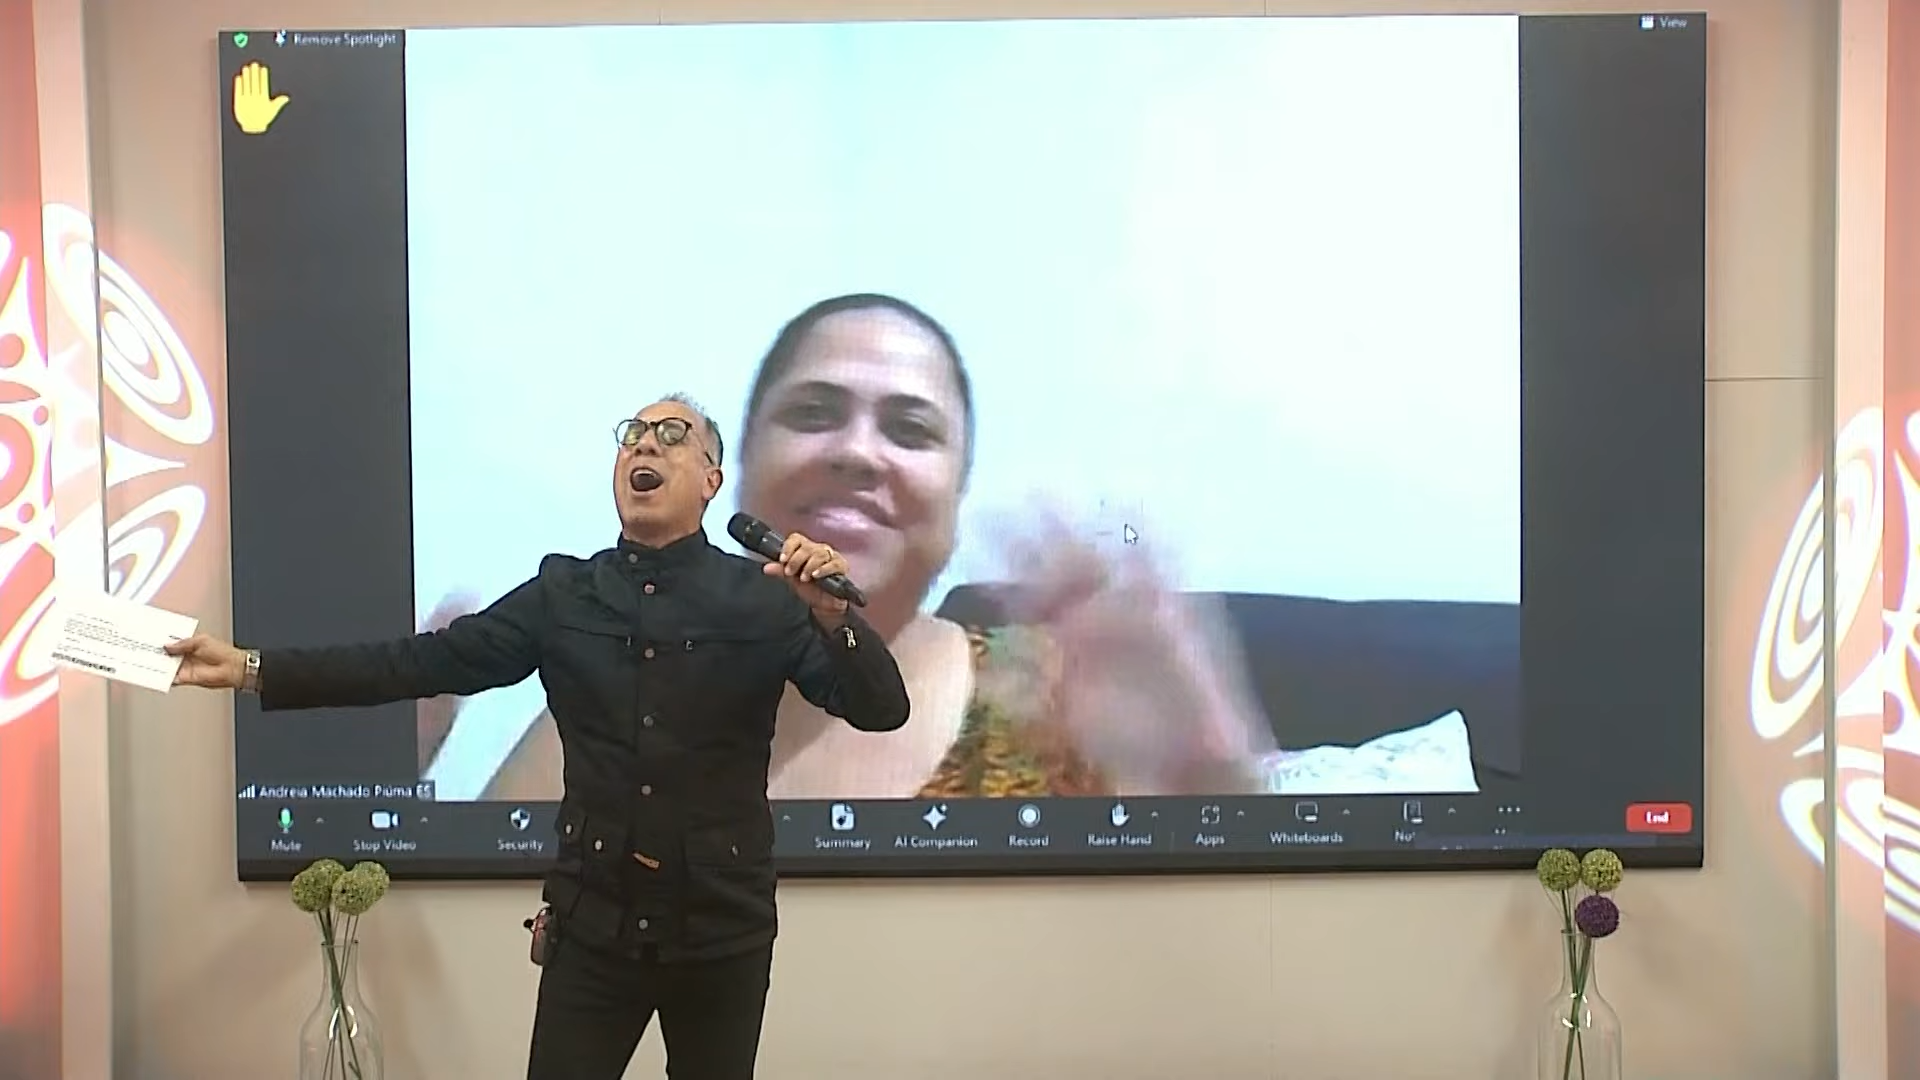 Remove Spotlight
View
Andreia Machado Piúma ES
Mute
Stop Video
Security
Summary
AI Companion
Record
Raise Hand
Apps
Whiteboards
End